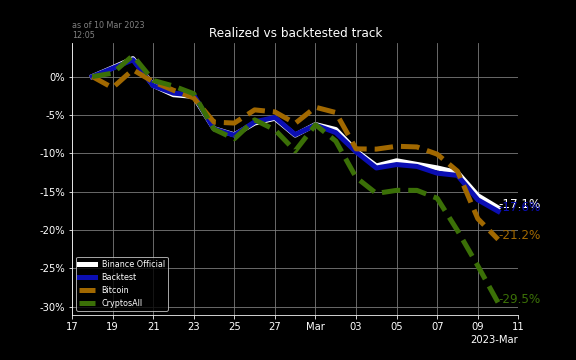 as of 10 Mar 2023
12:05
Realized vs backtested track
0%
-5%
-10%
-15%
-20%
-25%
-30%
-17.1%
-21.2%
-29.5%
Binance Official
Backtest
Bitcoin
CryptosAll
17 19 21 23 25 27 Mar 03 05 07 09 11
2023-Mar